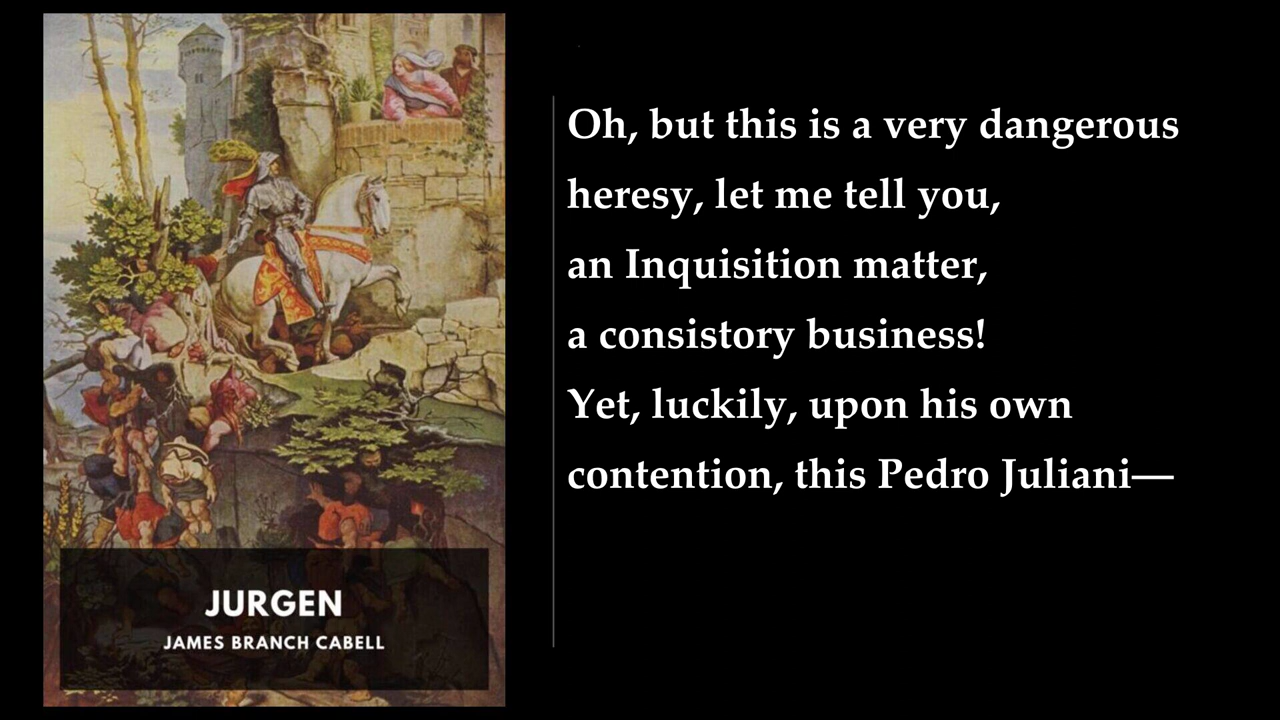 JURGEN
JAMES BRANCH CABELL
Oh, but this is a very dangerous
heresy, let me tell you,
an Inquisition matter,
a consistory business!
Yet, luckily, upon his own
contention, this Pedro Juliani—